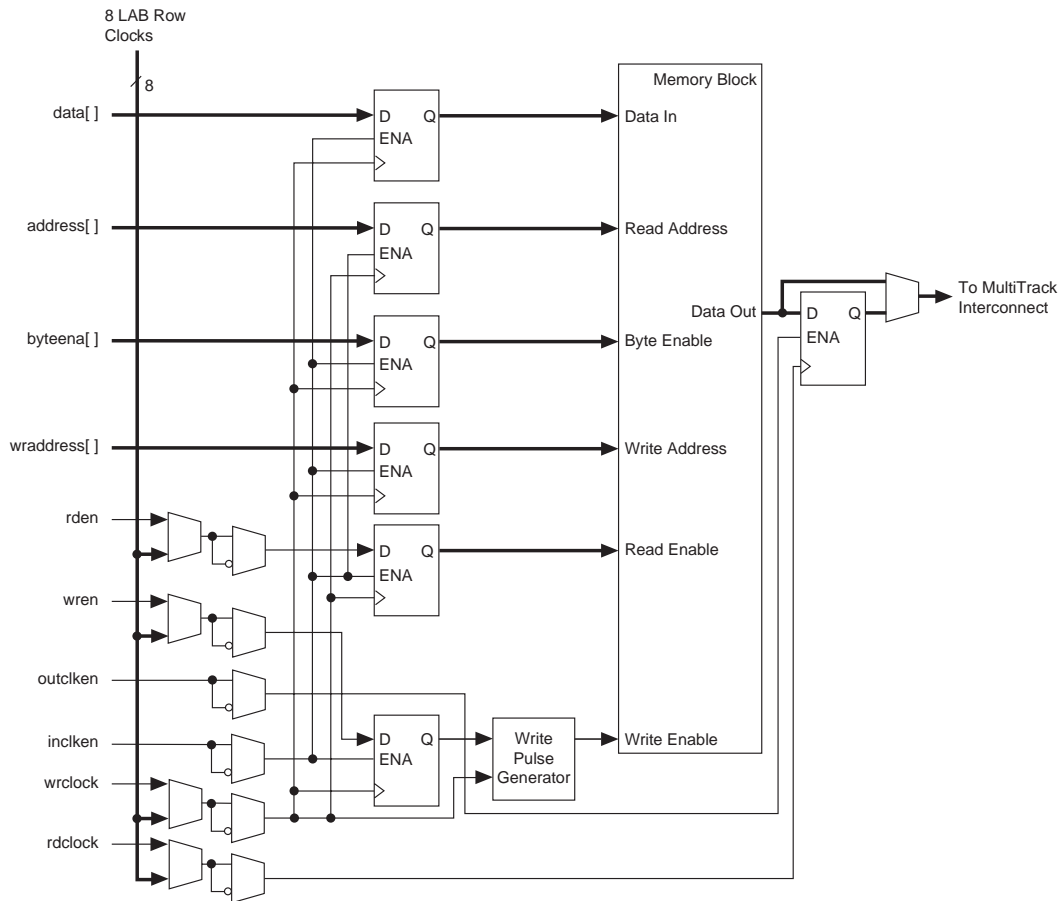 8 LAB Row
Clocks
8
Memory Block
data[ ]
D Q
ENA
Data In
address[ ]
D Q
ENA
Read Address
To MultiTrack
Interconnect
Data Out
D Q
ENA
byteena[ ]
D Q
ENA
Byte Enable
wraddress[ ]
D Q
ENA
Write Address
rden
D Q
ENA
Read Enable
wren
outclken
inclken
D Q
ENA
Write
Pulse
Generator
Write Enable
wrclock
rdclock